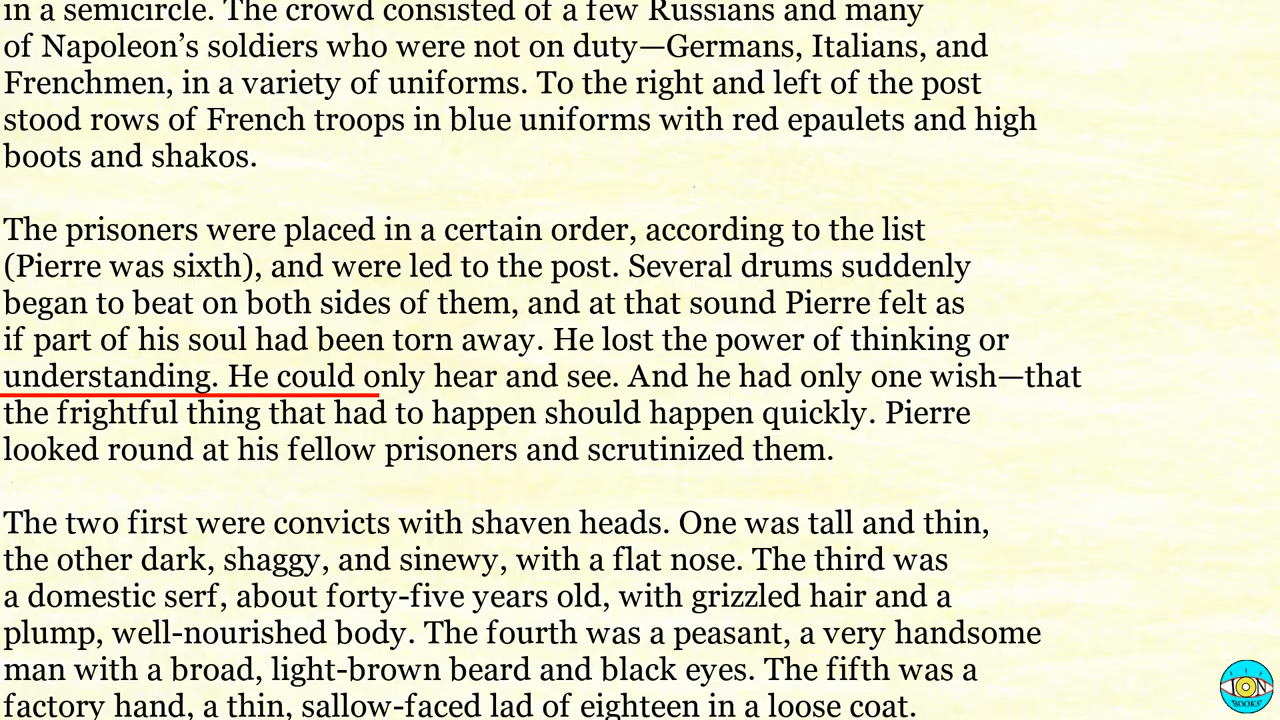 in a semicircle. The crowd consisted of a few Russians and many
of Napoleon’s soldiers who were not on duty—Germans, Italians, and
Frenchmen, in a variety of uniforms. To the right and left of the post
stood rows of French troops in blue uniforms with red epaulets and high
boots and shakos.
The prisoners were placed in a certain order, according to the list
(Pierre was sixth), and were led to the post. Several drums suddenly
began to beat on both sides of them, and at that sound Pierre felt as
if part of his soul had been torn away. He lost the power of thinking or
understanding. He could only hear and see. And he had only one wish—that
the frightful thing that had to happen should happen quickly. Pierre
looked round at his fellow prisoners and scrutinized them.
The two first were convicts with shaven heads. One was tall and thin,
the other dark, shaggy, and sinewy, with a flat nose. The third was
a domestic serf, about forty-five years old, with grizzled hair and a
plump, well-nourished body. The fourth was a peasant, a very handsome
man with a broad, light-brown beard and black eyes. The fifth was a
factory hand, a thin, sallow-faced lad of eighteen in a loose coat.
ION
BOOKS